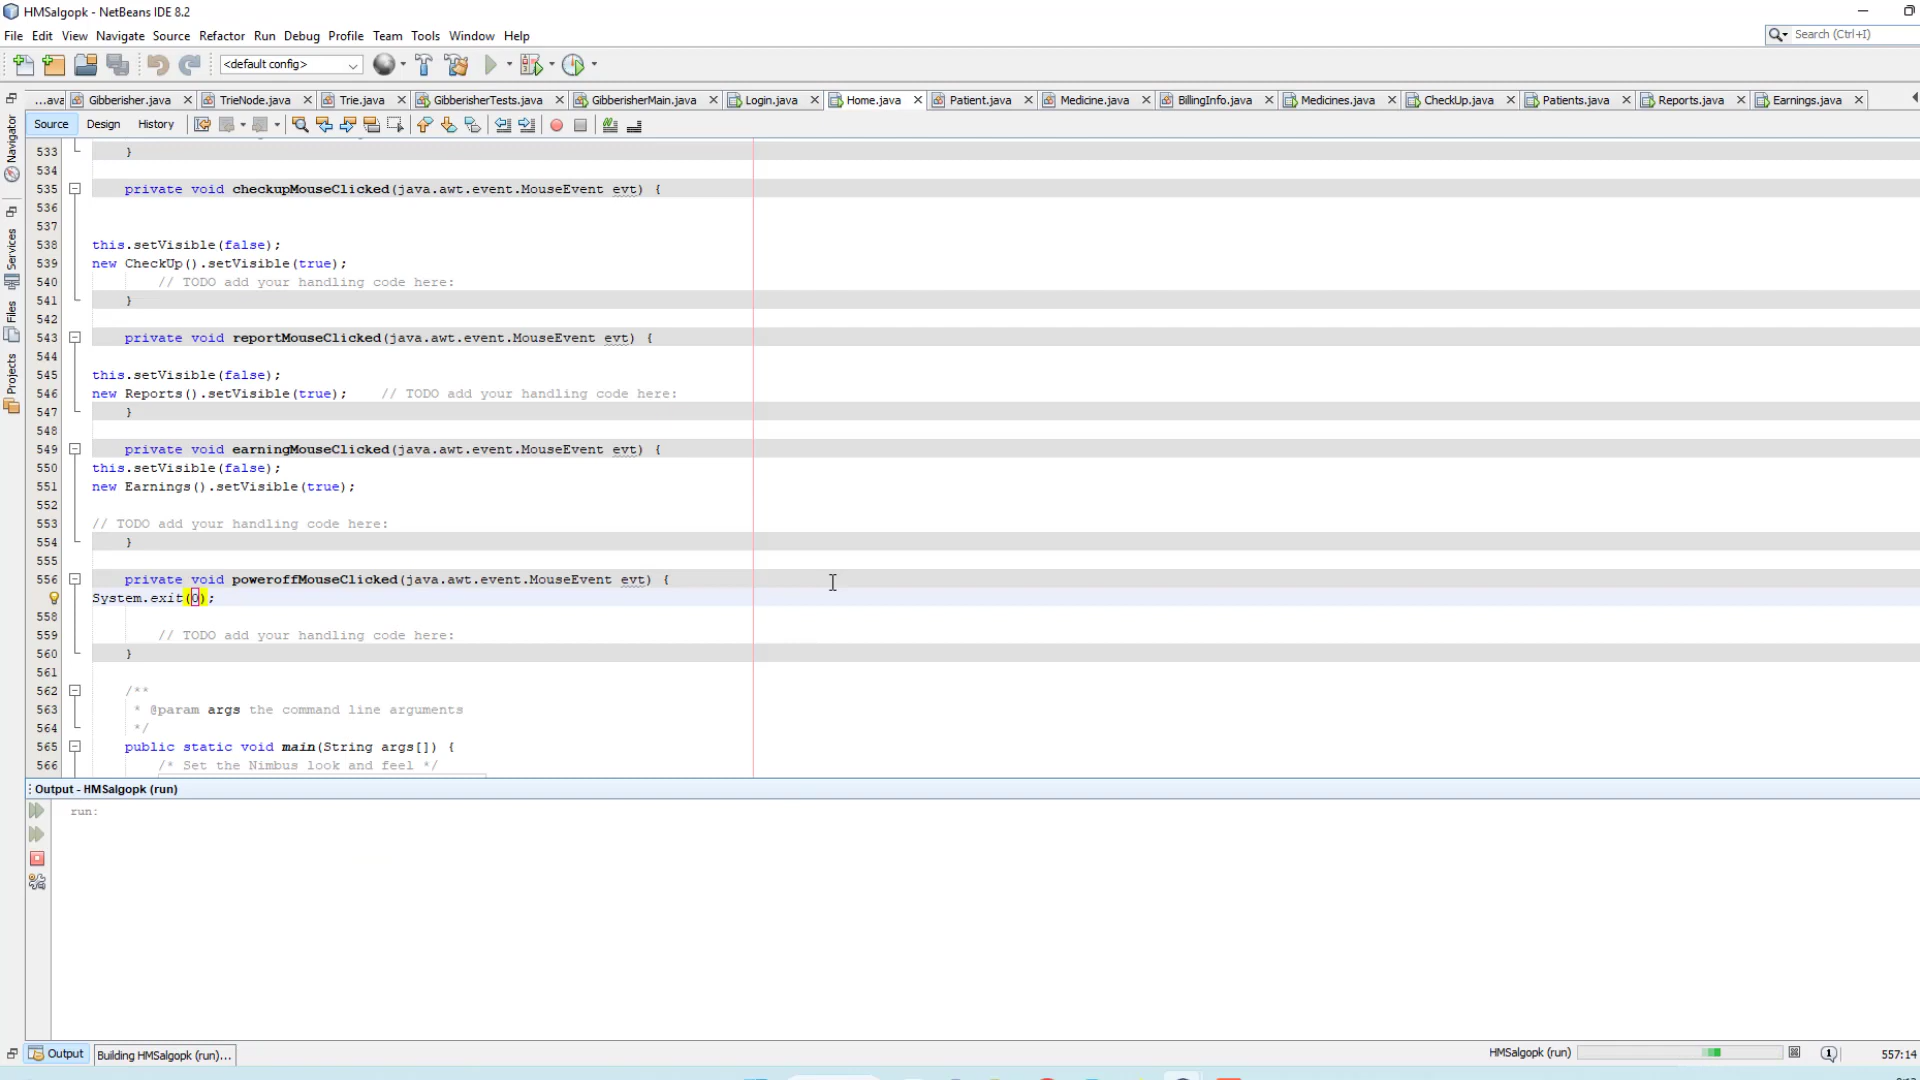 HMSalgopk - NetBeans IDE 8.2
File Edit View Navigate Source Refactor Run Debug Profile Team Tools Window Help
Search (Ctrl+I)
<default config>
...ava Gibberisher.java TrieNode.java Trie.java GibberisherTests.java GibberisherMain.java Login.java Home.java Patient.java Medicine.java BillingInfo.java Medicines.java CheckUp.java Patients.java Reports.java Earnings.java
Source Design History
Navigator
Services
Files
Projects
533 }
534
535 private void checkupMouseClicked(java.awt.event.MouseEvent evt) {
536
537
538 this.setVisible(false);
539 new CheckUp().setVisible(true);
540 // TODO add your handling code here:
541 }
542
543 private void reportMouseClicked(java.awt.event.MouseEvent evt) {
544
545 this.setVisible(false);
546 new Reports().setVisible(true); // TODO add your handling code here:
547 }
548
549 private void earningMouseClicked(java.awt.event.MouseEvent evt) {
550 this.setVisible(false);
551 new Earnings().setVisible(true);
552
553 // TODO add your handling code here:
554 }
555
556 private void poweroffMouseClicked(java.awt.event.MouseEvent evt) {
System.exit(0);
558
559 // TODO add your handling code here:
560 }
561
562 /**
563 * @param args the command line arguments
564 */
565 public static void main(String args[]) {
566 /* Set the Nimbus look and feel */
Output - HMSalgopk (run)
run:
Output Building HMSalgopk (run)...
HMSalgopk (run)
1
557:14